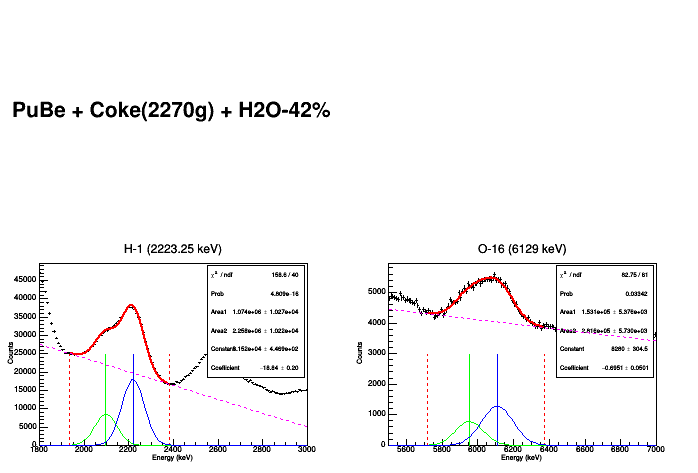 PuBe + Coke(2270g) + H2O-42%
H-1 (2223.25 keV)
χ² / ndf 158.6 / 40
Prob 4.809e-16
Area1 1.074e+06 ± 1.027e+04
Area2 2.258e+06 ± 1.022e+04
Constant 8.152e+04 ± 4.469e+02
Coefficient -18.84 ± 0.20
Counts
45000
40000
35000
30000
25000
20000
15000
10000
5000
0
1800 2000 2200 2400 2600 2800 3000
Energy (keV)
O-16 (6129 keV)
χ² / ndf 82.75 / 61
Prob 0.03342
Area1 1.531e+05 ± 5.376e+03
Area2 2.816e+05 ± 5.730e+03
Constant 8280 ± 304.5
Coefficient -0.6951 ± 0.0501
Counts
5000
4000
3000
2000
1000
0
5600 5800 6000 6200 6400 6600 6800 7000
Energy (keV)